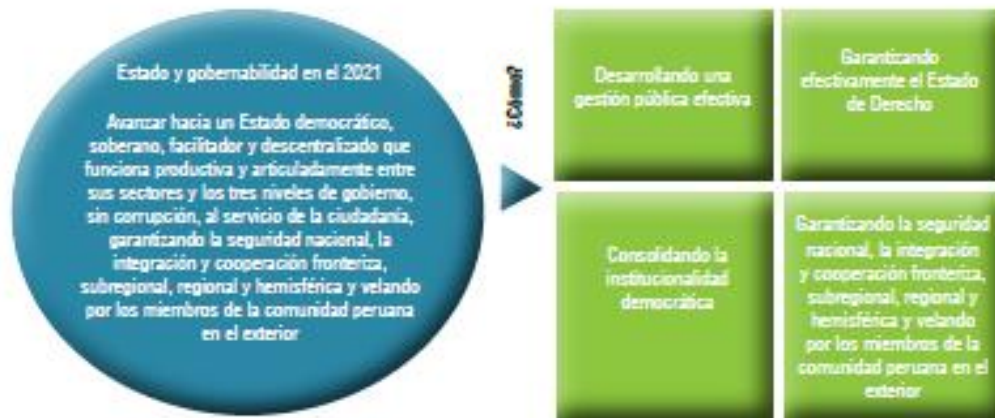 Estado y gobernabilidad en el 2021
Avanzar hacia un Estado democrático,
soberano, facilitador y descentralizado que
funciona productiva y articuladamente entre
sus sectores y los tres niveles de gobierno,
sin corrupción, al servicio de la ciudadanía,
garantizando la seguridad nacional, la
integración y cooperación fronteriza,
subregional, regional y hemisférica y velando
por los miembros de la comunidad peruana
en el exterior
¿Cómo?
Desarrollando una
gestión pública efectiva
Garantizando
efectivamente el Estado
de Derecho
Consolidando la
institucionalidad
democrática
Garantizando la seguridad
nacional, la integración
y cooperación fronteriza,
subregional, regional y
hemisférica y velando
por los miembros de la
comunidad peruana en el
exterior